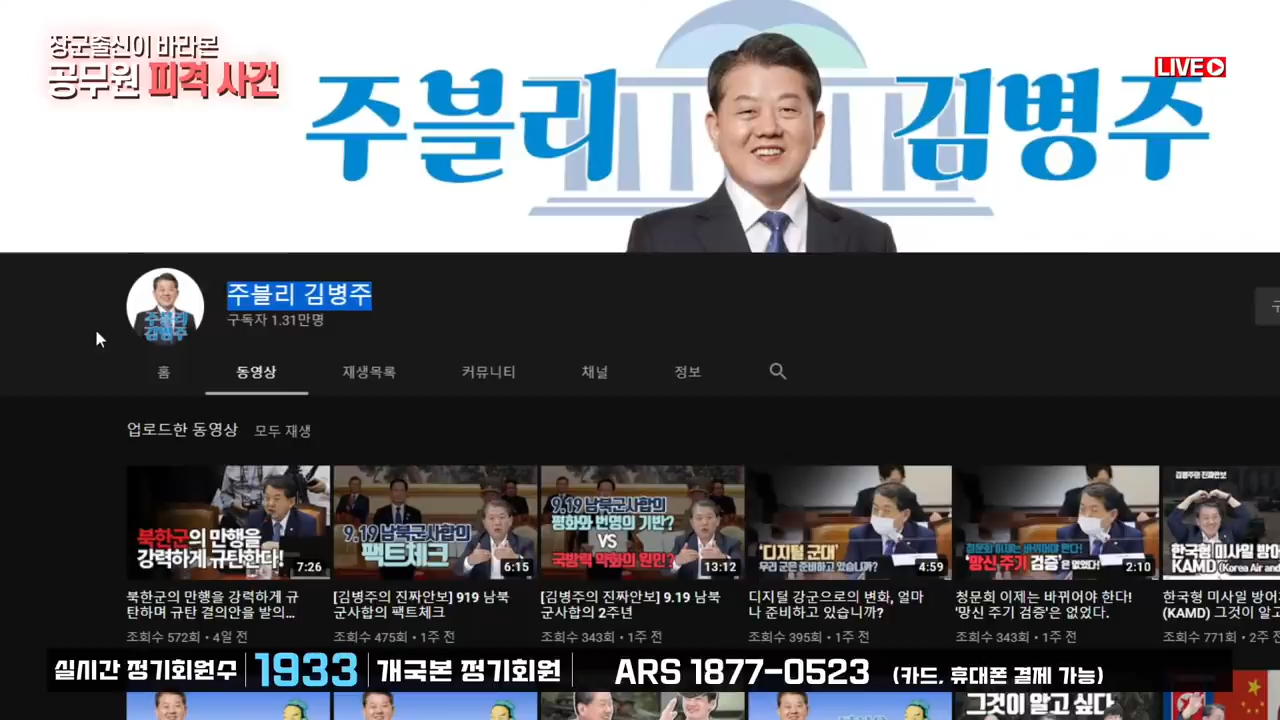 장군출신이 바라본
공무원 피격 사건
주블리 김병주
LIVE
주블리 김병주
주블리
김병주
구독자 1.31만명
홈 동영상 재생목록 커뮤니티 채널 정보
업로드한 동영상 모두 재생
북한군의 만행을
강력하게 규탄한다!
7:26
9.19 남북군사합의
팩트체크
6:15
9.19 남북군사합의
평화와 번영의 기반?
VS
국방력 약화의 원인?
13:12
'디지털 군대'
우리 군은 준비하고 있습니까?
4:59
청문회 이제는 바뀌어야 한다!
'망신 주기 검증'은 없었다!
2:10
김병주의 진짜안보
한국형 미사일 방어
KAMD (Korea Air and
북한군의 만행을 강력하게 규
탄하며 규탄 결의안을 발의...
조회수 572회 • 4일 전
[김병주의 진짜안보] 919 남북
군사합의 팩트체크
조회수 475회 • 1주 전
[김병주의 진짜안보] 9.19 남북
군사합의 2주년
조회수 343회 • 1주 전
디지털 강군으로의 변화, 얼마
나 준비하고 있습니까?
조회수 395회 • 1주 전
청문회 이제는 바뀌어야 한다!
'망신 주기 검증'은 없었다.
조회수 343회 • 1주 전
한국형 미사일 방어
(KAMD) 그것이 알고
조회수 771회 • 2주 전
실시간 정기회원수 1933 개국본 정기회원 ARS 1877-0523 (카드, 휴대폰 결제 가능)
그것이 알고 싶다